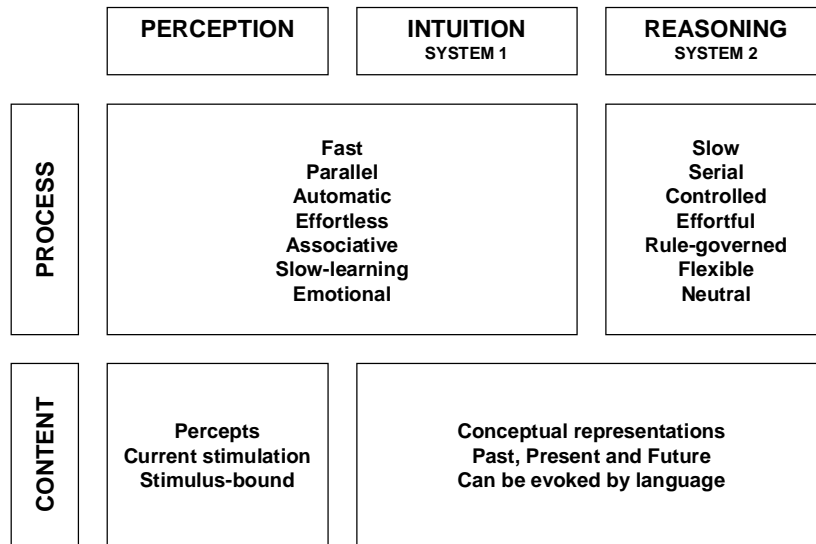 PERCEPTION
INTUITION
SYSTEM 1
REASONING
SYSTEM 2
PROCESS
Fast
Parallel
Automatic
Effortless
Associative
Slow-learning
Emotional
Slow
Serial
Controlled
Effortful
Rule-governed
Flexible
Neutral
CONTENT
Percepts
Current stimulation
Stimulus-bound
Conceptual representations
Past, Present and Future
Can be evoked by language